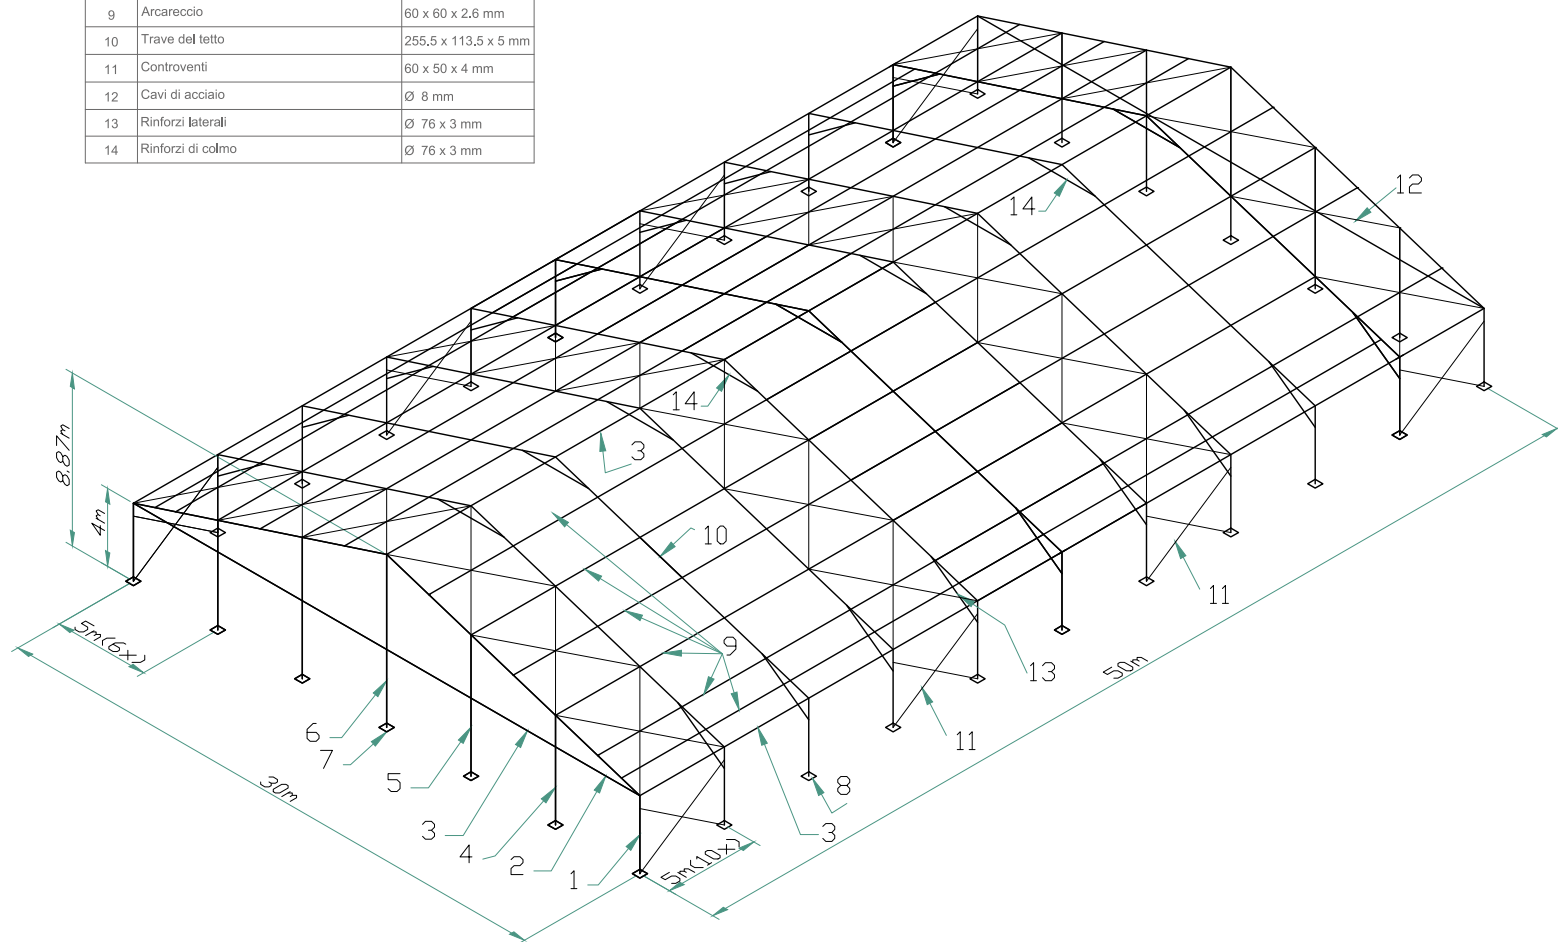 9 Arcareccio 60 x 60 x 2.6 mm
10 Trave del tetto 255.5 x 113.5 x 5 mm
11 Controventi 60 x 50 x 4 mm
12 Cavi di acciaio Ø 8 mm
13 Rinforzi laterali Ø 76 x 3 mm
14 Rinforzi di colmo Ø 76 x 3 mm
12
14
14
3
8.87m
4m
10
11
9
5m(6x)
13
50m
6
7
11
5
30m
8
3
3
4
2
1
5m(10x)